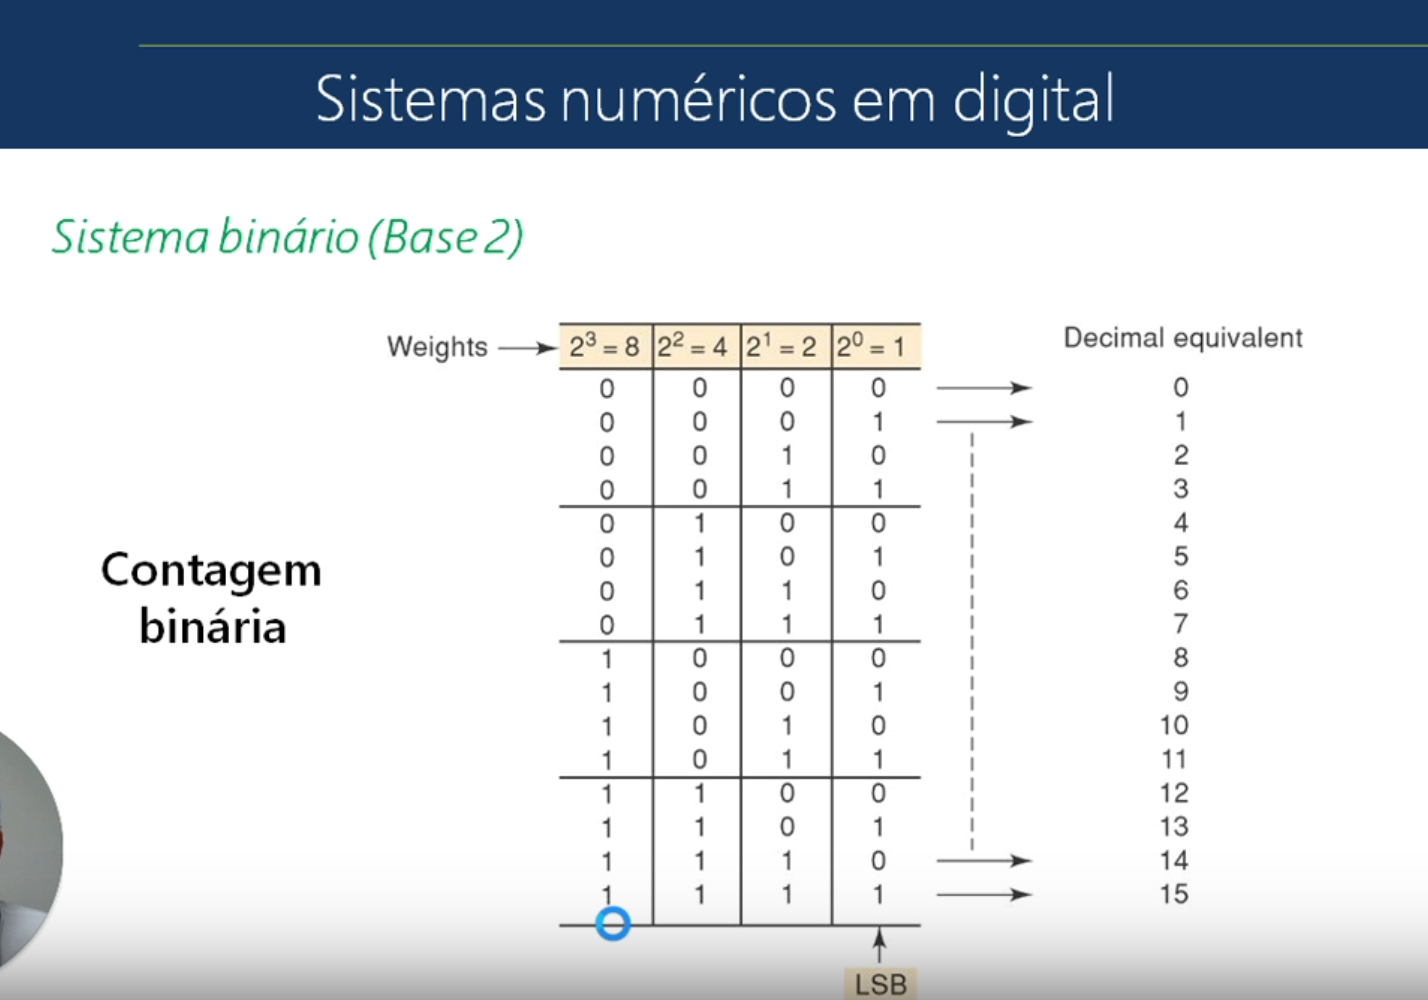 Sistemas numéricos em digital
Sistema binário (Base 2)
Weights 2³ = 8 2² = 4 2¹ = 2 2⁰ = 1 Decimal equivalent
0 0 0 0 0
0 0 0 1 1
0 0 1 0 2
0 0 1 1 3
0 1 0 0 4
0 1 0 1 5
0 1 1 0 6
0 1 1 1 7
1 0 0 0 8
1 0 0 1 9
1 0 1 0 10
1 0 1 1 11
1 1 0 0 12
1 1 0 1 13
1 1 1 0 14
1 1 1 1 15
Contagem
binária
LSB